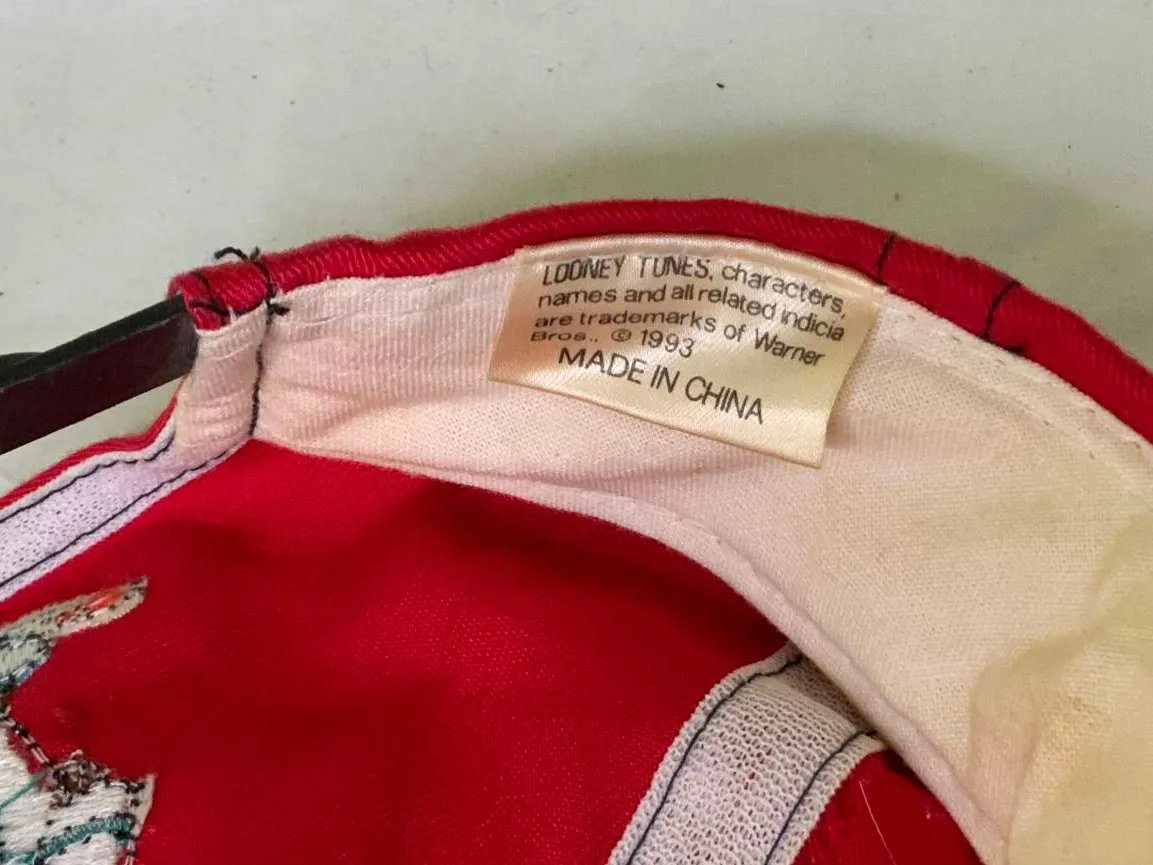 LOONEY TUNES, characters,
names and all related indicia
are trademarks of Warner
Bros., © 1993
MADE IN CHINA